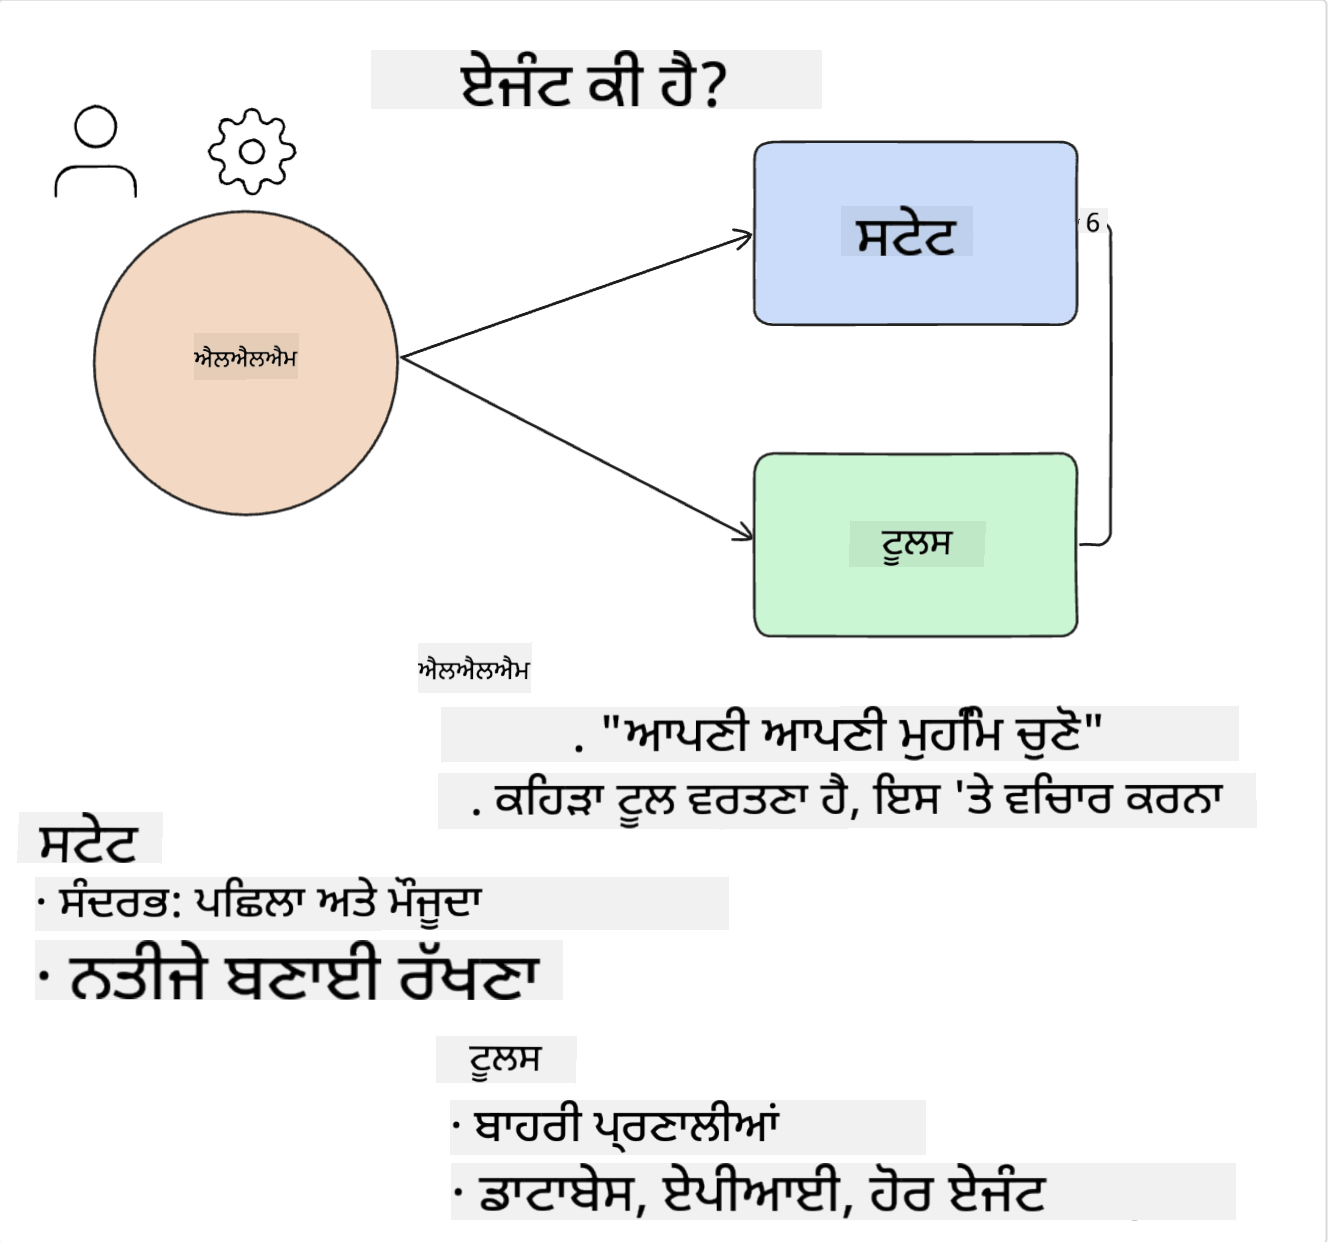 ਏਜੰਟ ਕੀ ਹੈ?
ਸਟੇਟ
6
ਐਲਐਲਐਮ
ਟੂਲਸ
ਐਲਐਲਐਮ
. "ਆਪਣੀ ਆਪਣੀ ਮੁਹਿੰਮ ਚੁਣੋ"
. ਕਹਿੜਾ ਟੂਲ ਵਰਤਣਾ ਹੈ, ਇਸ 'ਤੇ ਵਿਚਾਰ ਕਰਨਾ
ਸਟੇਟ
· ਸੰਦਰਭ: ਪਛਿਲਾ ਅਤੇ ਮੌਜੂਦਾ
· ਨਤੀਜੇ ਬਣਾਈ ਰੱਖਣਾ
ਟੂਲਸ
· ਬਾਹਰੀ ਪ੍ਰਣਾਲੀਆਂ
· ਡਾਟਾਬੇਸ, ਏਪੀਆਈ, ਹੋਰ ਏਜੰਟ